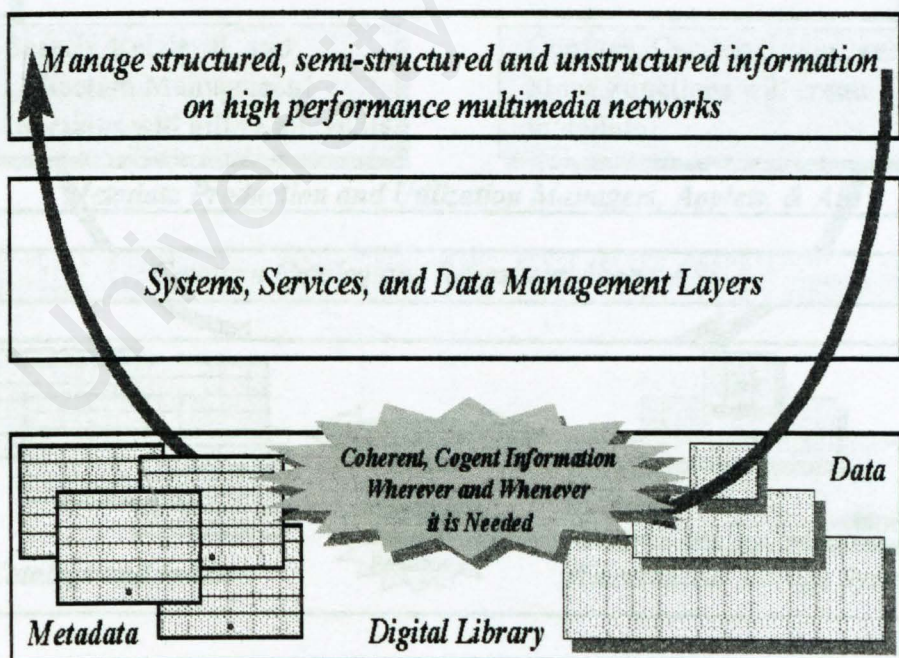 Manage structured, semi-structured and unstructured information
on high performance multimedia networks
Systems, Services, and Data Management Layers
Coherent, Cogent Information
Wherever and Whenever
it is Needed
Data
Metadata
Digital Library
University